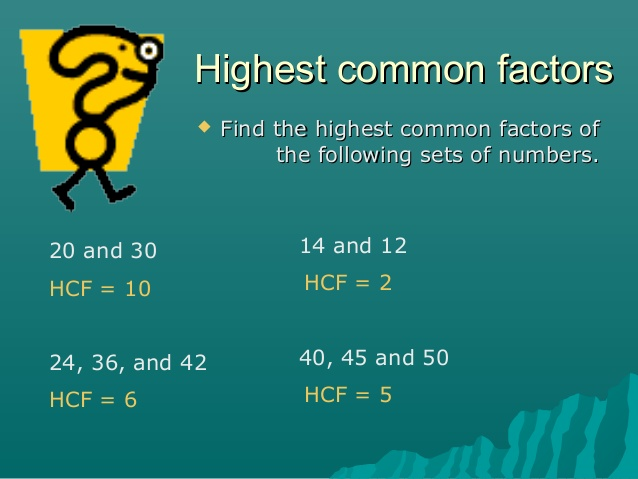 Highest common factors
Find the highest common factors of
the following sets of numbers.
20 and 30
HCF = 10
14 and 12
HCF = 2
24, 36, and 42
HCF = 6
40, 45 and 50
HCF = 5